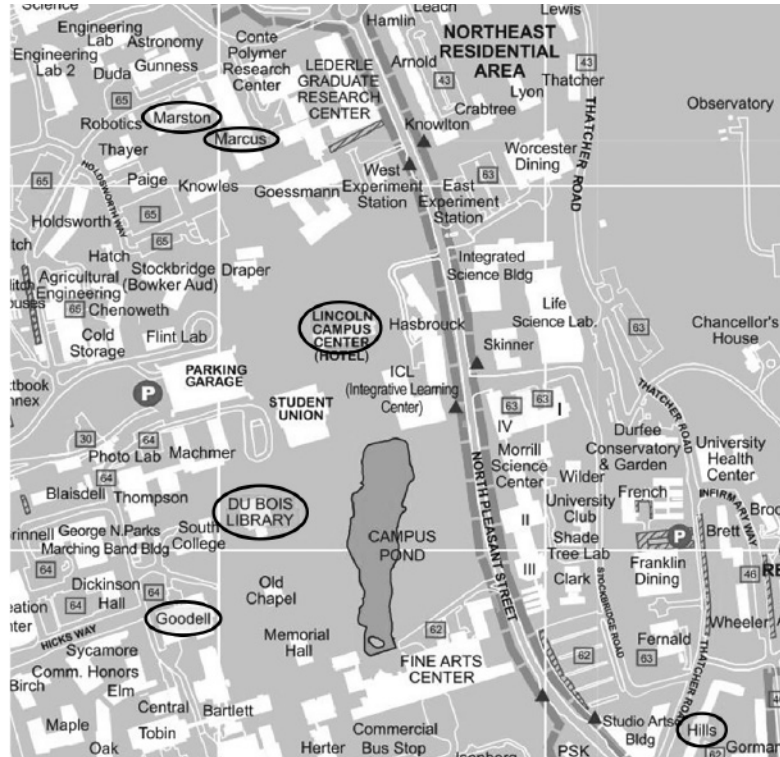 Science
Engineering
Lab
Astronomy
Engineering
Lab 2
Duda
Gunness
Conte
Polymer
Research
Center
LEDERLE
GRADUATE
RESEARCH
CENTER
Hamlin
Leach
Arnold
NORTHEAST
RESIDENTIAL
AREA
Lewis
43
Thatcher
43
Lyon
Crabtree
Knowlton
THATCHER ROAD
Observatory
65
Robotics
Marston
Marcus
Thayer
HOLDSWORTH WAY
Paige
Knowles
Goessmann
West
Experiment
Station
East
Experiment
Station
63
Worcester
Dining
65
65
Holdsworth
65
Hatch
Stockbridge
(Bowker Aud)
Draper
Agricultural
Engineering
65
Chenoweth
Cold
Storage
Flint Lab
LINCOLN
CAMPUS
CENTER
(HOTEL)
Hasbrouck
Integrated
Science Bldg
Life
Science Lab.
63
Skinner
Chancellor's
House
PARKING
GARAGE
P
STUDENT
UNION
ICL
(Integrative Learning
Center)
63
63
I
IV
THATCHER ROAD
30
64
Photo Lab
Machmer
64
Blaisdell
Thompson
DU BOIS
LIBRARY
Morrill
Science
Center
II
III
NORTH PLEASANT STREET
Wilder
University
Club
Shade
Tree Lab
Clark
STOCKBRIDGE ROAD
Durfee
Conservatory
& Garden
French
University
Health
Center
INFIRMARY WAY
P
Brett
Franklin
Dining
46
George N.Parks
Marching Band Bldg
South
College
CAMPUS
POND
64
Dickinson
Hall
64
64
Goodell
Old
Chapel
Memorial
Hall
62
FINE ARTS
CENTER
62
Fernald
63
Wheeler
THATCHER ROAD
HICKS WAY
Sycamore
Comm. Honors
Birch
Elm
Central
Bartlett
Maple
Oak
Tobin
Herter
Commercial
Bus Stop
PSK
Studio Arts
Bldg
Hills
62
Gorman